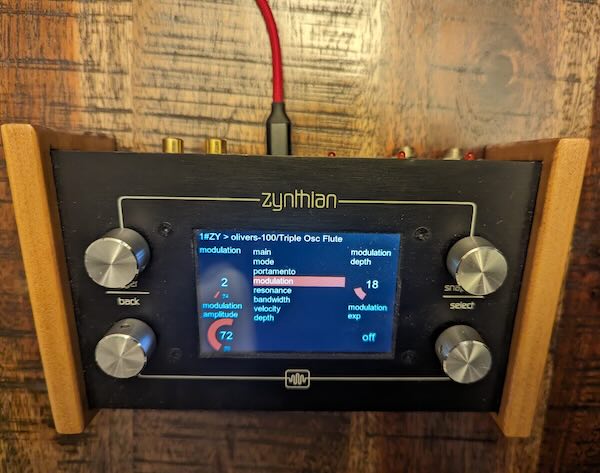 zynthian
1#ZY > olivers-100/Triple Osc Flute
modulation
2
74
modulation
amplitude
72
main
mode
portamento
modulation
resonance
bandwidth
velocity
depth
modulation
depth
18
modulation
exp
off
back
select